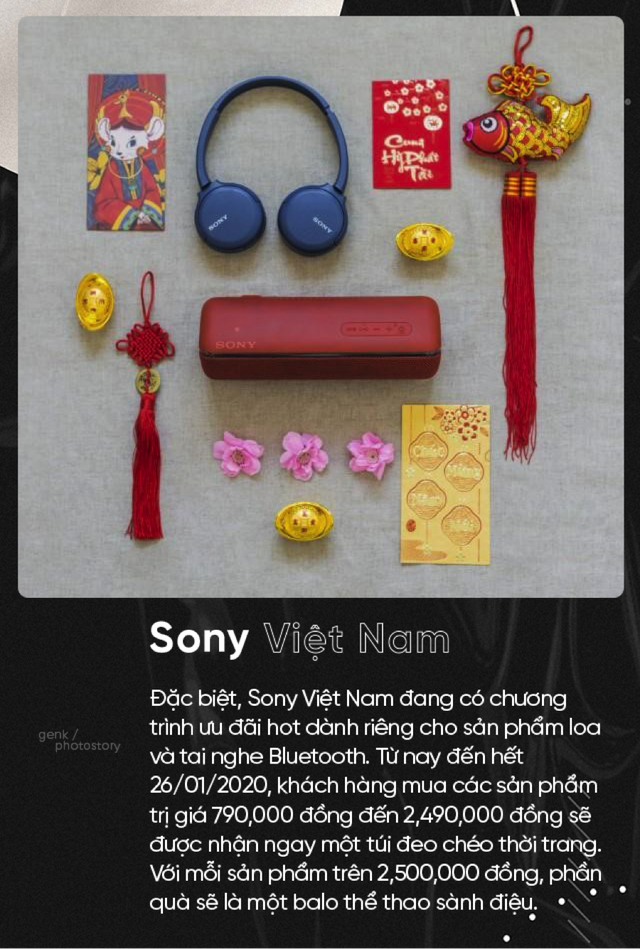 SONY
SONY
Cung
Hỷ Phát
Tài
SONY
Chúc
Mừng
Năm
Mới
Sony Việt Nam
Đặc biệt, Sony Việt Nam đang có chương
trình ưu đãi hot dành riêng cho sản phẩm loa
và tai nghe Bluetooth. Từ nay đến hết
26/01/2020, khách hàng mua các sản phẩm
trị giá 790,000 đồng đến 2,490,000 đồng sẽ
được nhận ngay một túi đeo chéo thời trang.
Với mỗi sản phẩm trên 2,500,000 đồng, phần
quà sẽ là một balo thể thao sành điệu.
genk /
photostory